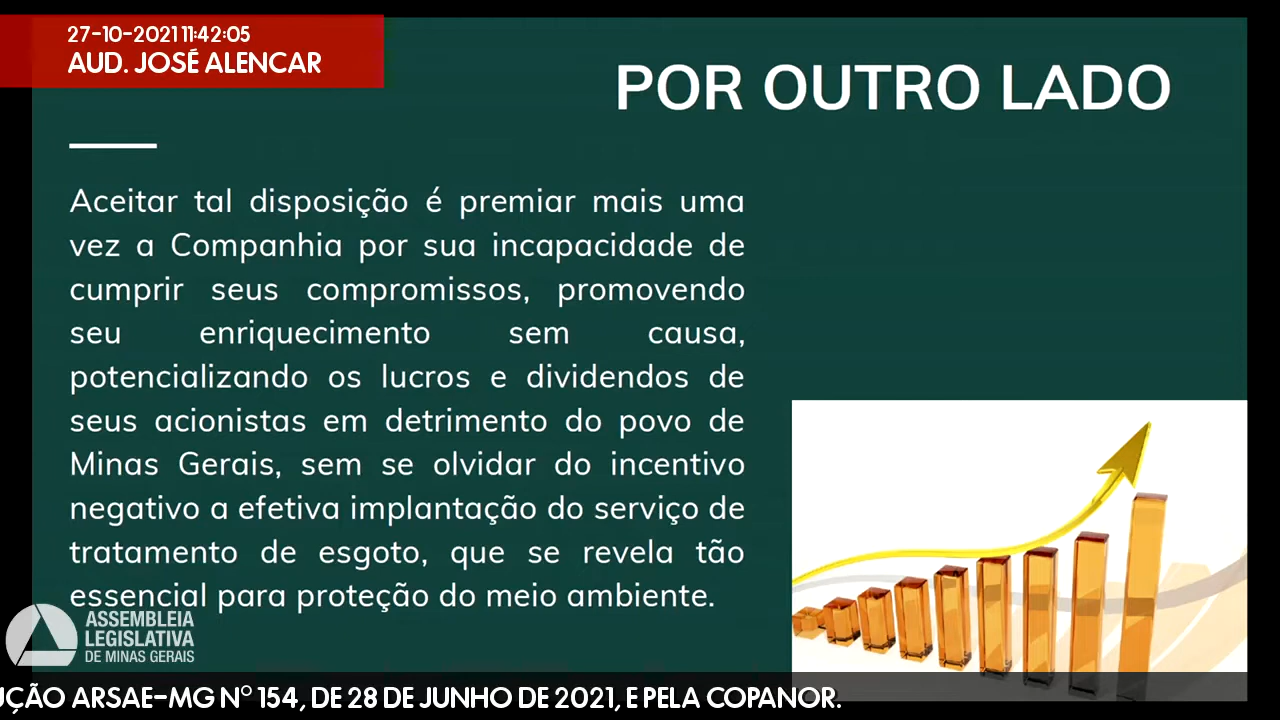 27-10-2021 11:42:05
AUD. JOSÉ ALENCAR
POR OUTRO LADO
Aceitar tal disposição é premiar mais uma
vez a Companhia por sua incapacidade de
cumprir seus compromissos, promovendo
seu enriquecimento sem causa,
potencializando os lucros e dividendos de
seus acionistas em detrimento do povo de
Minas Gerais, sem se olvidar do incentivo
negativo a efetiva implantação do serviço de
tratamento de esgoto, que se revela tão
essencial para proteção do meio ambiente.
ASSEMBLEIA
LEGISLATIVA
DE MINAS GERAIS
UÇÃO ARSAE-MG Nº 154, DE 28 DE JUNHO DE 2021, E PELA COPANOR.